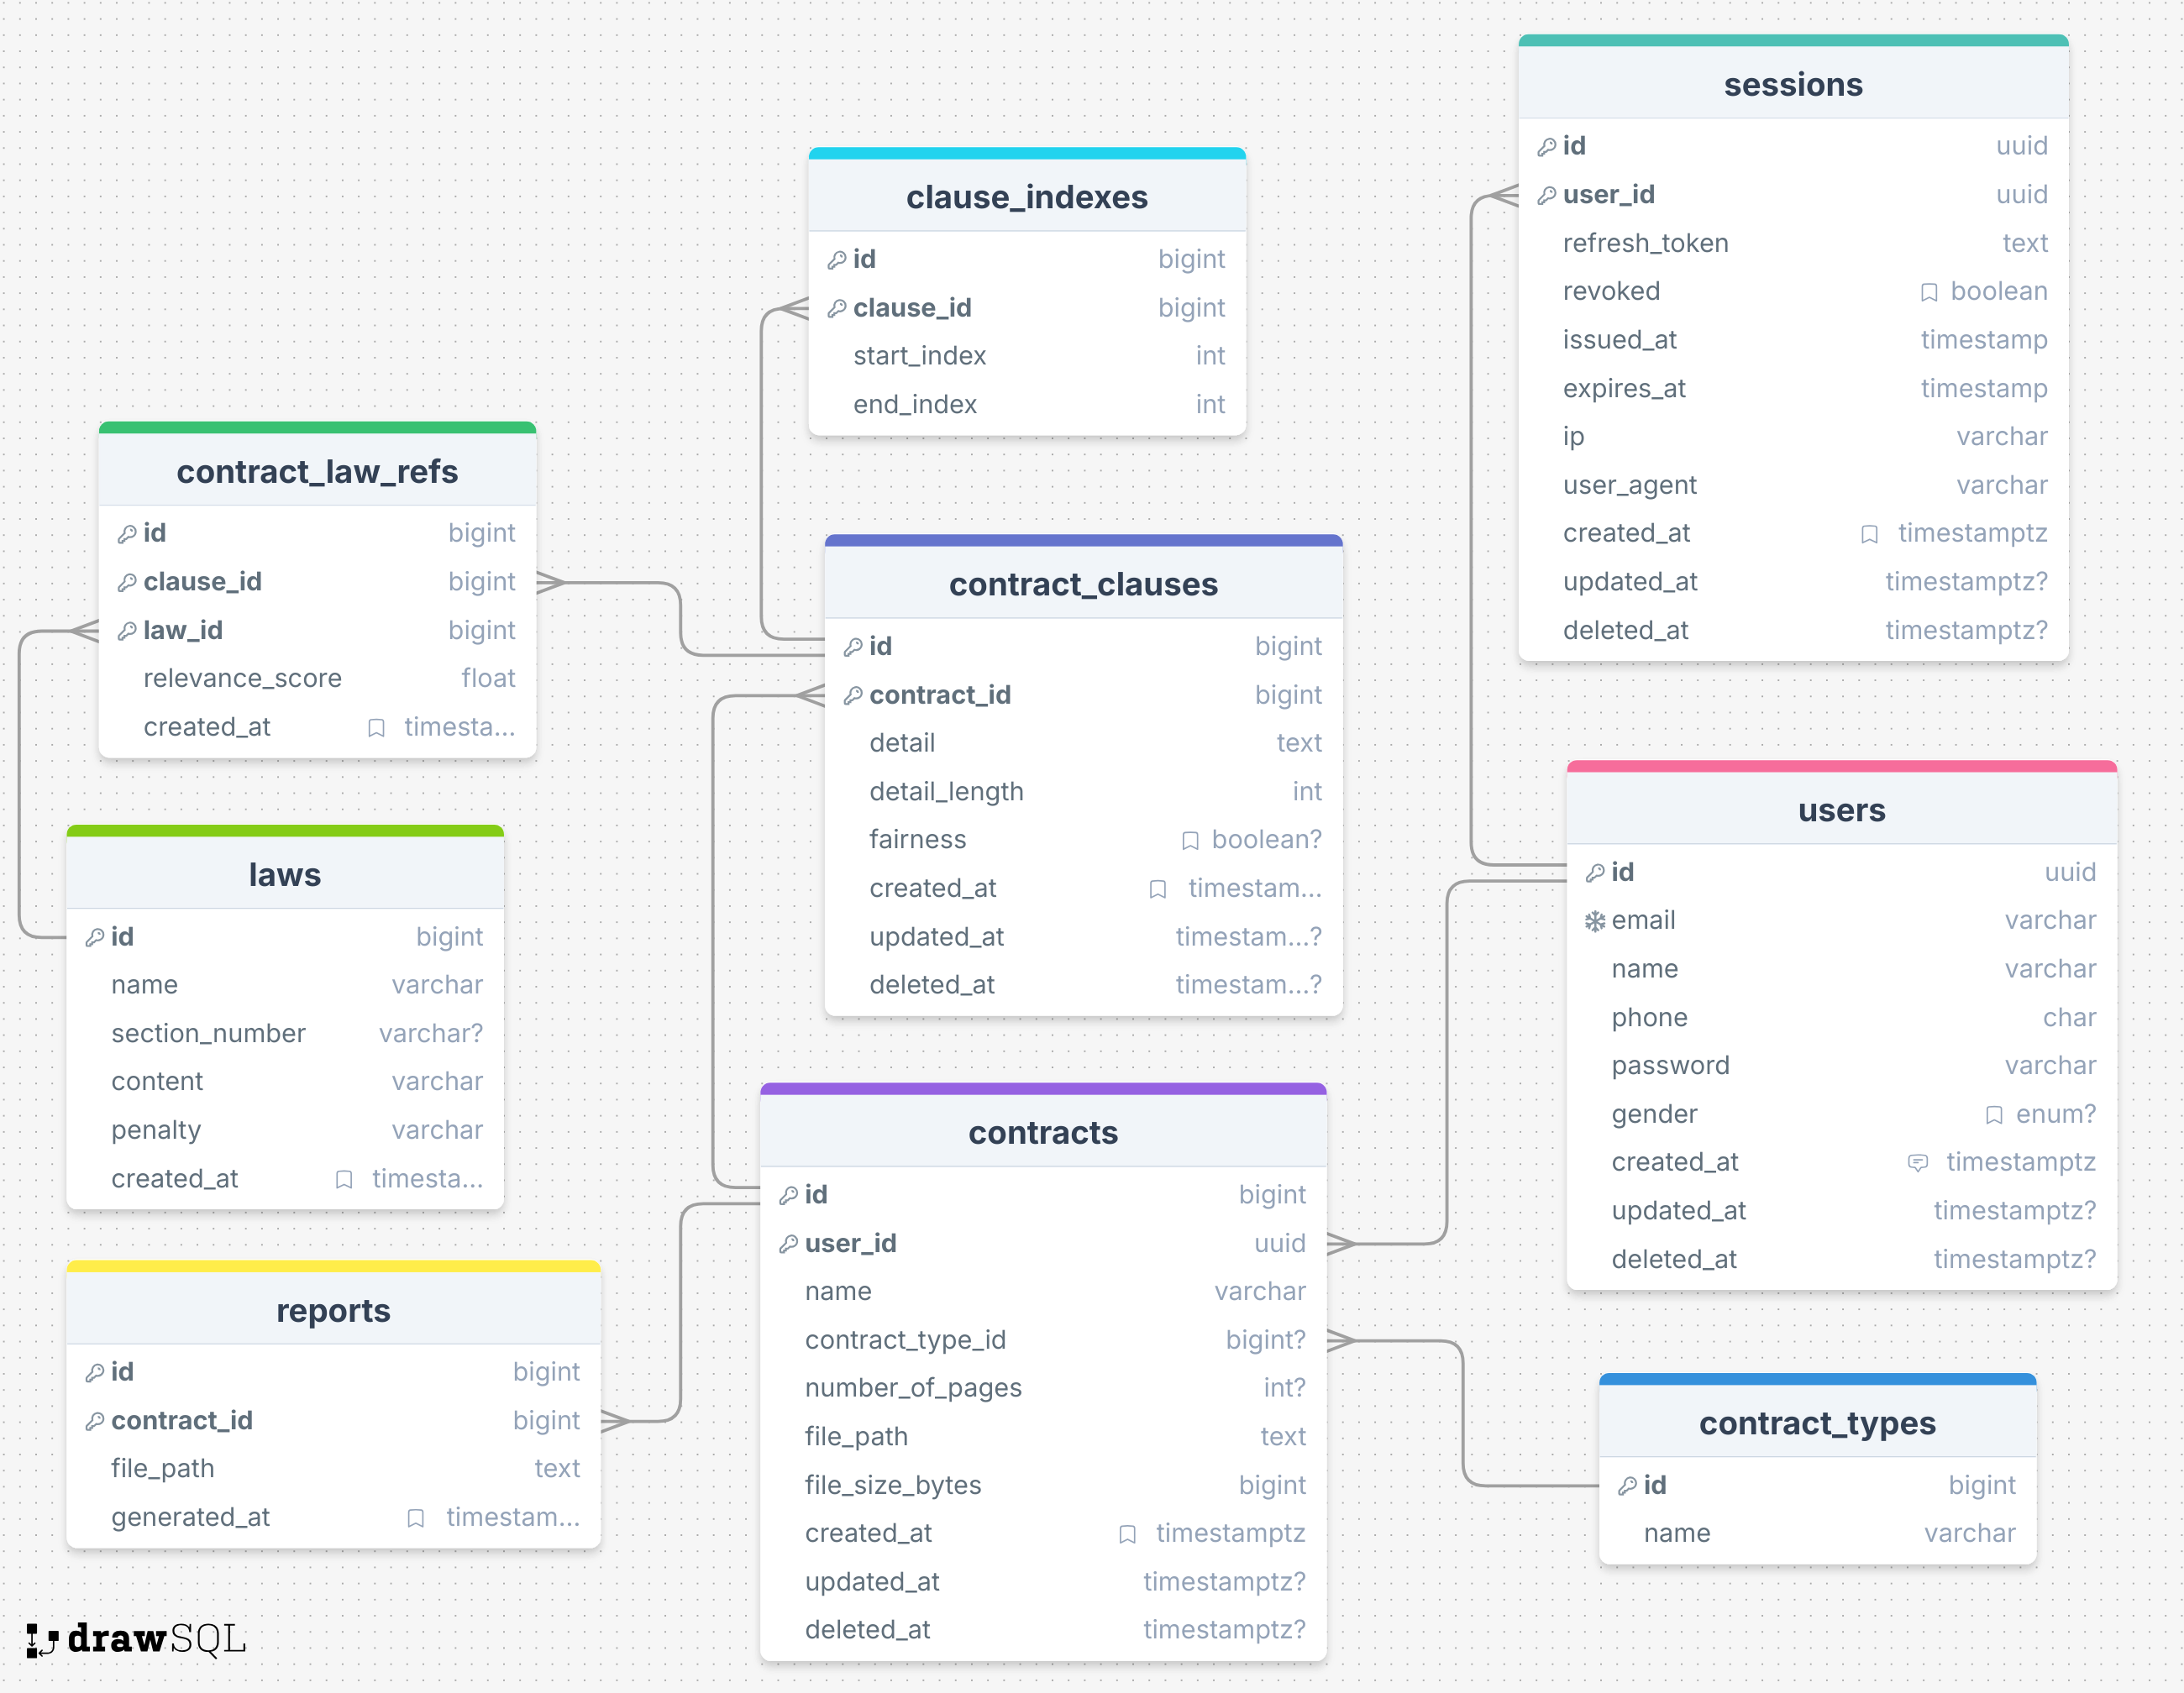 sessions
id uuid
user_id uuid
refresh_token text
revoked boolean
issued_at timestamp
expires_at timestamp
ip varchar
user_agent varchar
created_at timestamptz
updated_at timestamptz?
deleted_at timestamptz?
clause_indexes
id bigint
clause_id bigint
start_index int
end_index int
contract_law_refs
id bigint
clause_id bigint
law_id bigint
relevance_score float
created_at timesta...
contract_clauses
id bigint
contract_id bigint
detail text
detail_length int
fairness boolean?
created_at timestam...
updated_at timestam...?
deleted_at timestam...?
users
id uuid
email varchar
name varchar
phone char
password varchar
gender enum?
created_at timestamptz
updated_at timestamptz?
deleted_at timestamptz?
laws
id bigint
name varchar
section_number varchar?
content varchar
penalty varchar
created_at timesta...
contracts
id bigint
user_id uuid
name varchar
contract_type_id bigint?
number_of_pages int?
file_path text
file_size_bytes bigint
created_at timestamptz
updated_at timestamptz?
deleted_at timestamptz?
reports
id bigint
contract_id bigint
file_path text
generated_at timestam...
contract_types
id bigint
name varchar
drawSQL